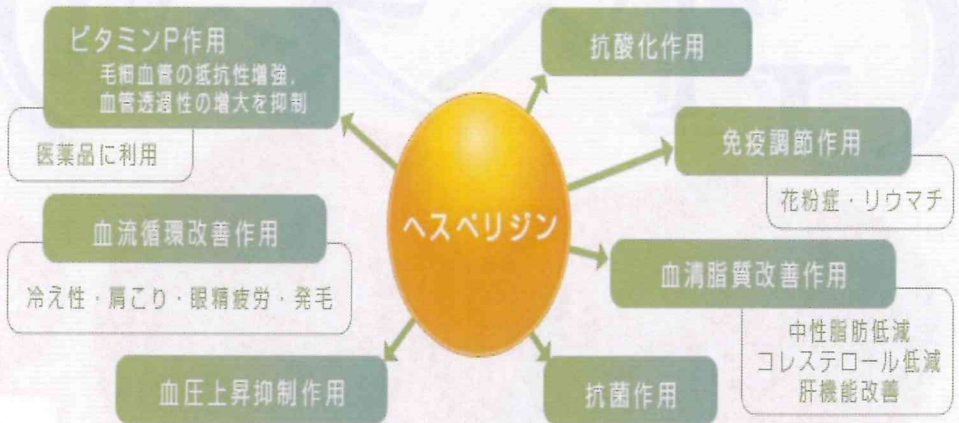 ビタミンP作用
毛細血管の抵抗性増強,
血管透過性の増大を抑制
医薬品に利用
血流循環改善作用
冷え性・肩こり・眼精疲労・発毛
血圧上昇抑制作用
ヘスペリジン
抗酸化作用
免疫調節作用
花粉症・リウマチ
血清脂質改善作用
中性脂肪低減
コレステロール低減
肝機能改善
抗菌作用